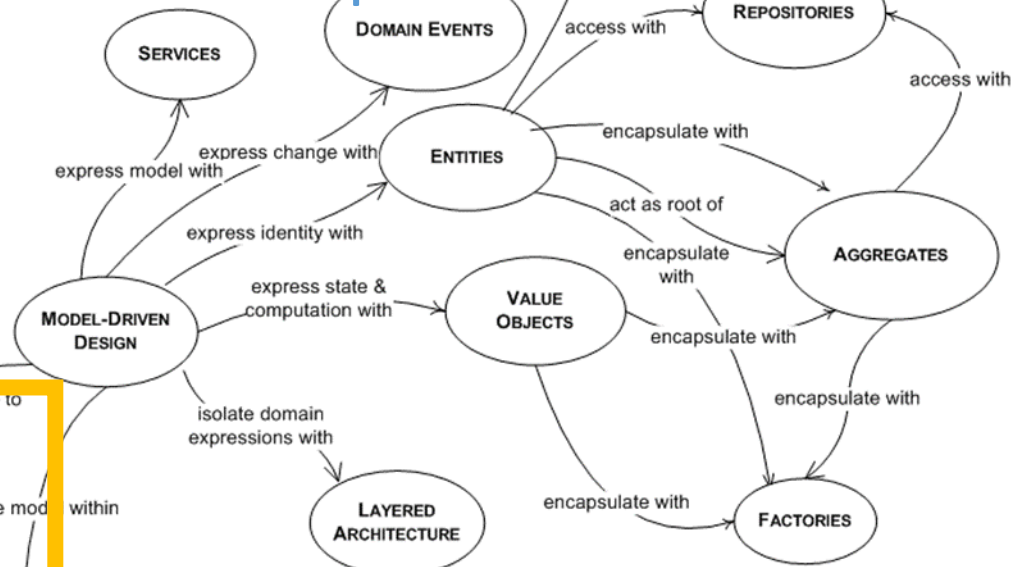 REPOSITORIES
access with
DOMAIN EVENTS
SERVICES
access with
encapsulate with
express change with
ENTITIES
express model with
act as root of
express identity with
encapsulate
with
AGGREGATES
express state &
computation with
VALUE
OBJECTS
MODEL-DRIVEN
DESIGN
encapsulate with
to
encapsulate with
isolate domain
expressions with
encapsulate with
within
LAYERED
ARCHITECTURE
FACTORIES